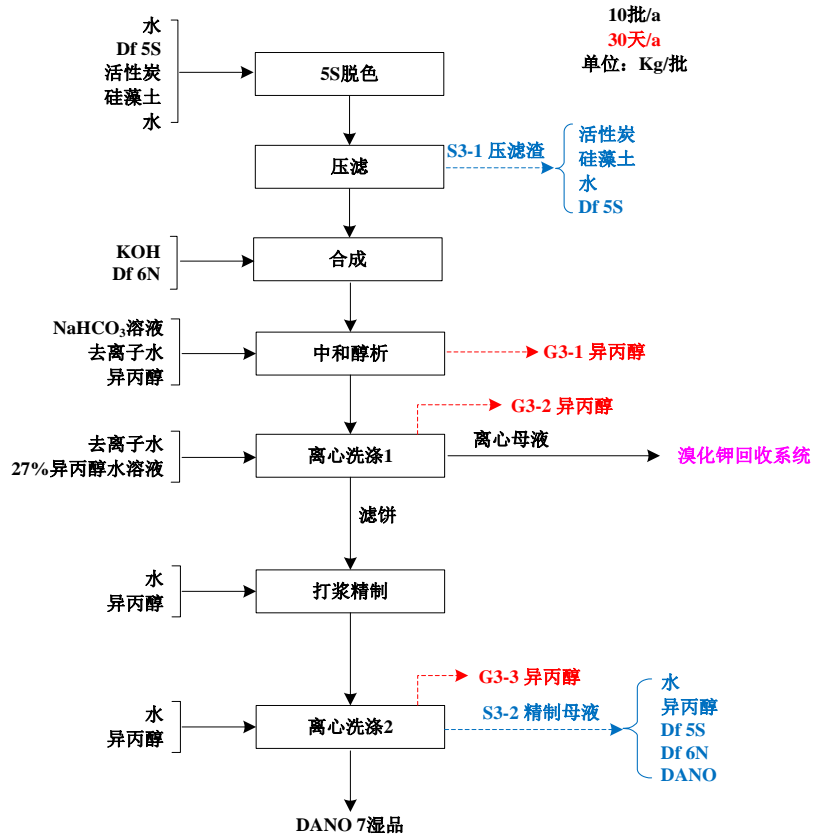 10批/a
30天/a
单位：Kg/批
水
Df 5S
活性炭
硅藻土
水
5S脱色
压滤
S3-1 压滤渣
活性炭
硅藻土
水
Df 5S
KOH
Df 6N
合成
NaHCO₃溶液
去离子水
异丙醇
中和醇析
G3-1 异丙醇
G3-2 异丙醇
去离子水
27%异丙醇水溶液
离心洗涤1
离心母液
溴化钾回收系统
滤饼
水
异丙醇
打浆精制
G3-3 异丙醇
水
异丙醇
离心洗涤2
S3-2 精制母液
水
异丙醇
Df 5S
Df 6N
DANO
DANO 7湿品